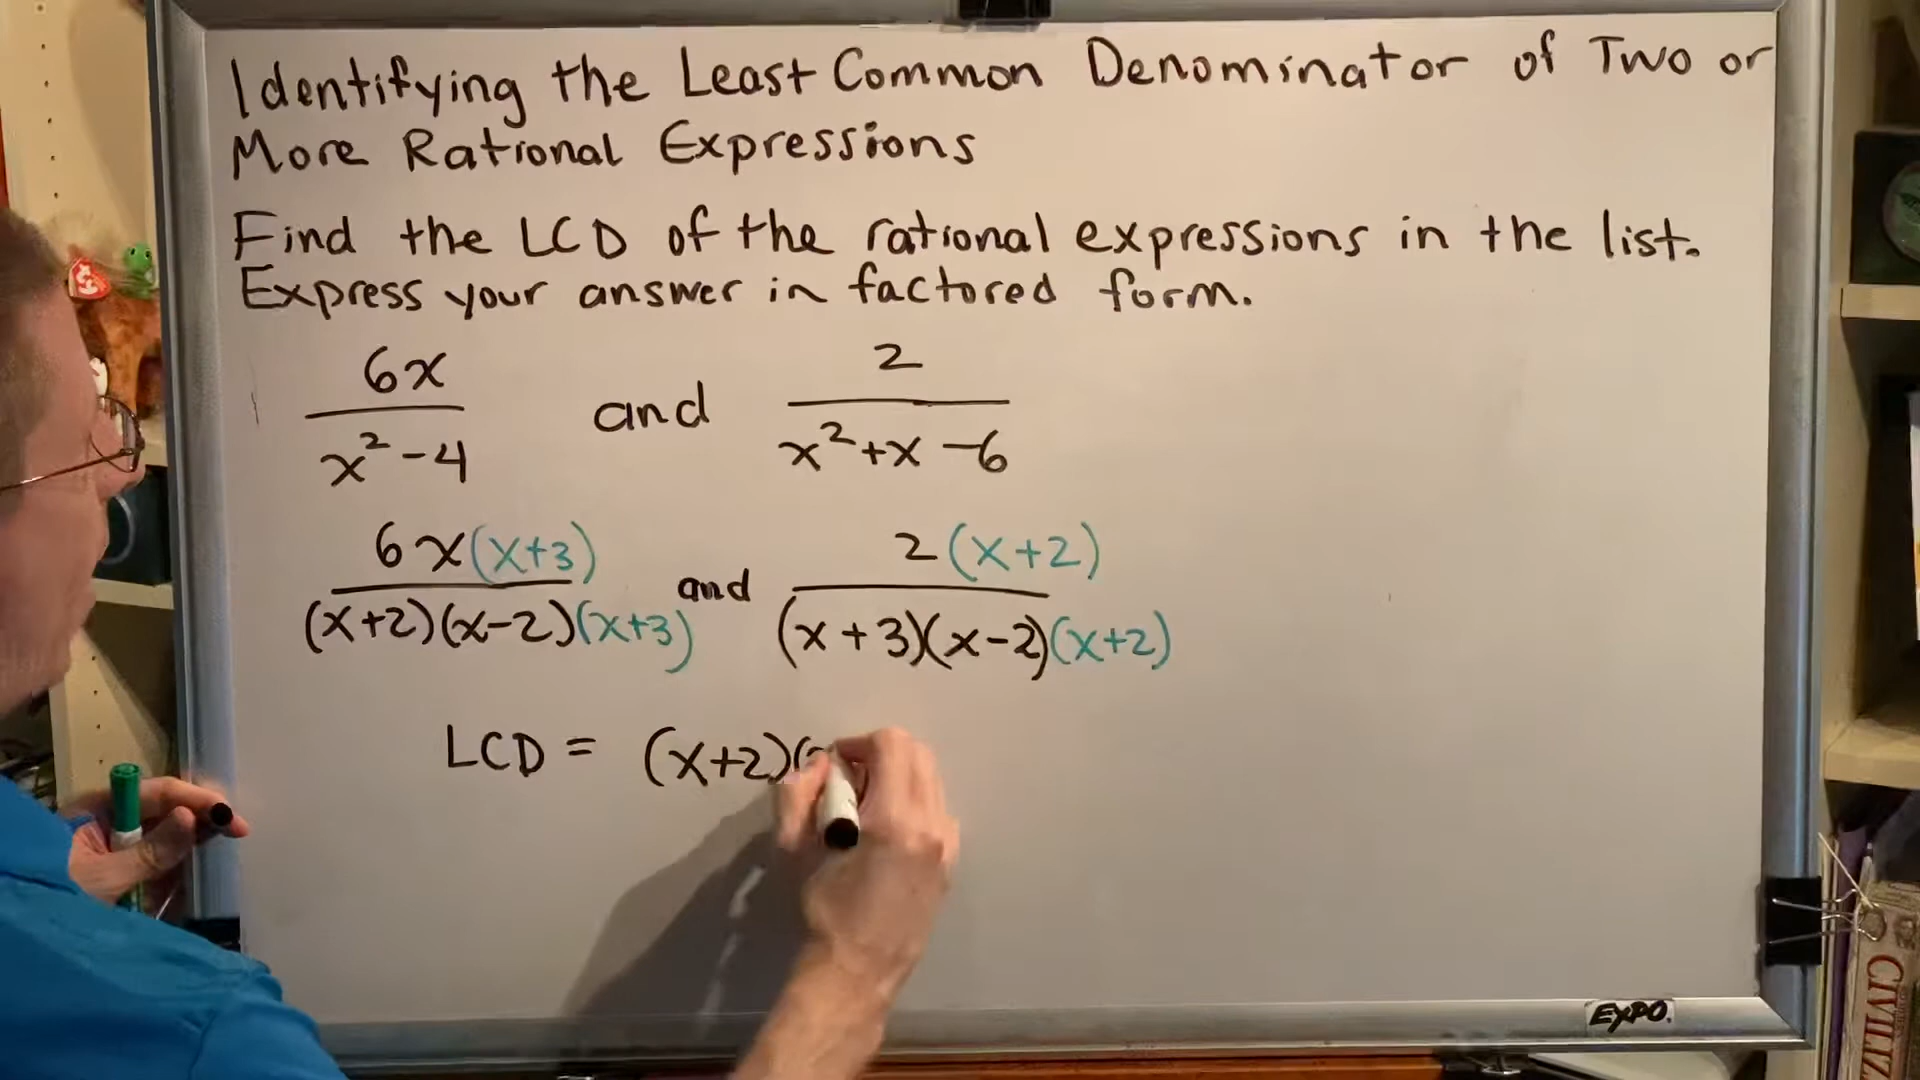 Identifying the Least Common Denominator of Two or
More Rational Expressions
Find the LCD of the rational expressions in the list.
Express your answer in factored form.
6x
x² - 4
and
2
x² + x - 6
6x(x+3)
(x+2)(x-2)(x+3)
and
2(x+2)
(x+3)(x-2)(x+2)
LCD = (x+2)(
EXPO
ty